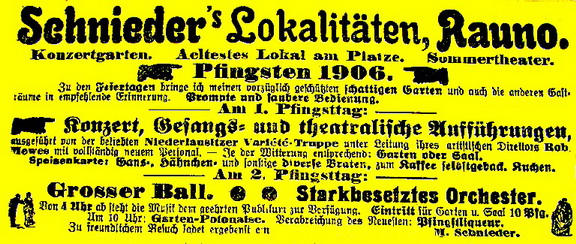 Schnieder's Lokalitäten, Rauno.
Konzertgarten. Aeltestes Lokal am Platze. Sommertheater.
Pfingsten 1906.
Zu den Feiertagen bringe ich meinen vorzüglich geschützten schattigen Garten und auch die anderen Gast-
räume in empfehlende Erinnerung. Prompte und saubere Bedienung.
Am 1. Pfingsttag:
Konzert, Gesangs- und theatralische Aufführungen,
ausgeführt von der beliebten Niederlausitzer Variété-Truppe unter Leitung ihres artistischen Direktors Rob.
Mewes mit vollständig neuem Personal. — Je der Witterung entsprechend: Garten oder Saal.
Speisenkarte: Gans-, Hähnchen- und sonstige diverse Braten, zum Kaffee selbstgeback. Kuchen.
Am 2. Pfingsttag:
Grosser Ball. Starkbesetztes Orchester.
Von 4 Uhr ab steht die Musik dem geehrten Publikum zur Verfügung. Eintritt für Garten u. Saal 10 Pfg.
Um 10 Uhr: Garten-Polonaise. Verabreichung des Neuesten: Pfingstliqueur.
Zu freundlichem Besuch ladet ergebenst ein M. Schnieder.